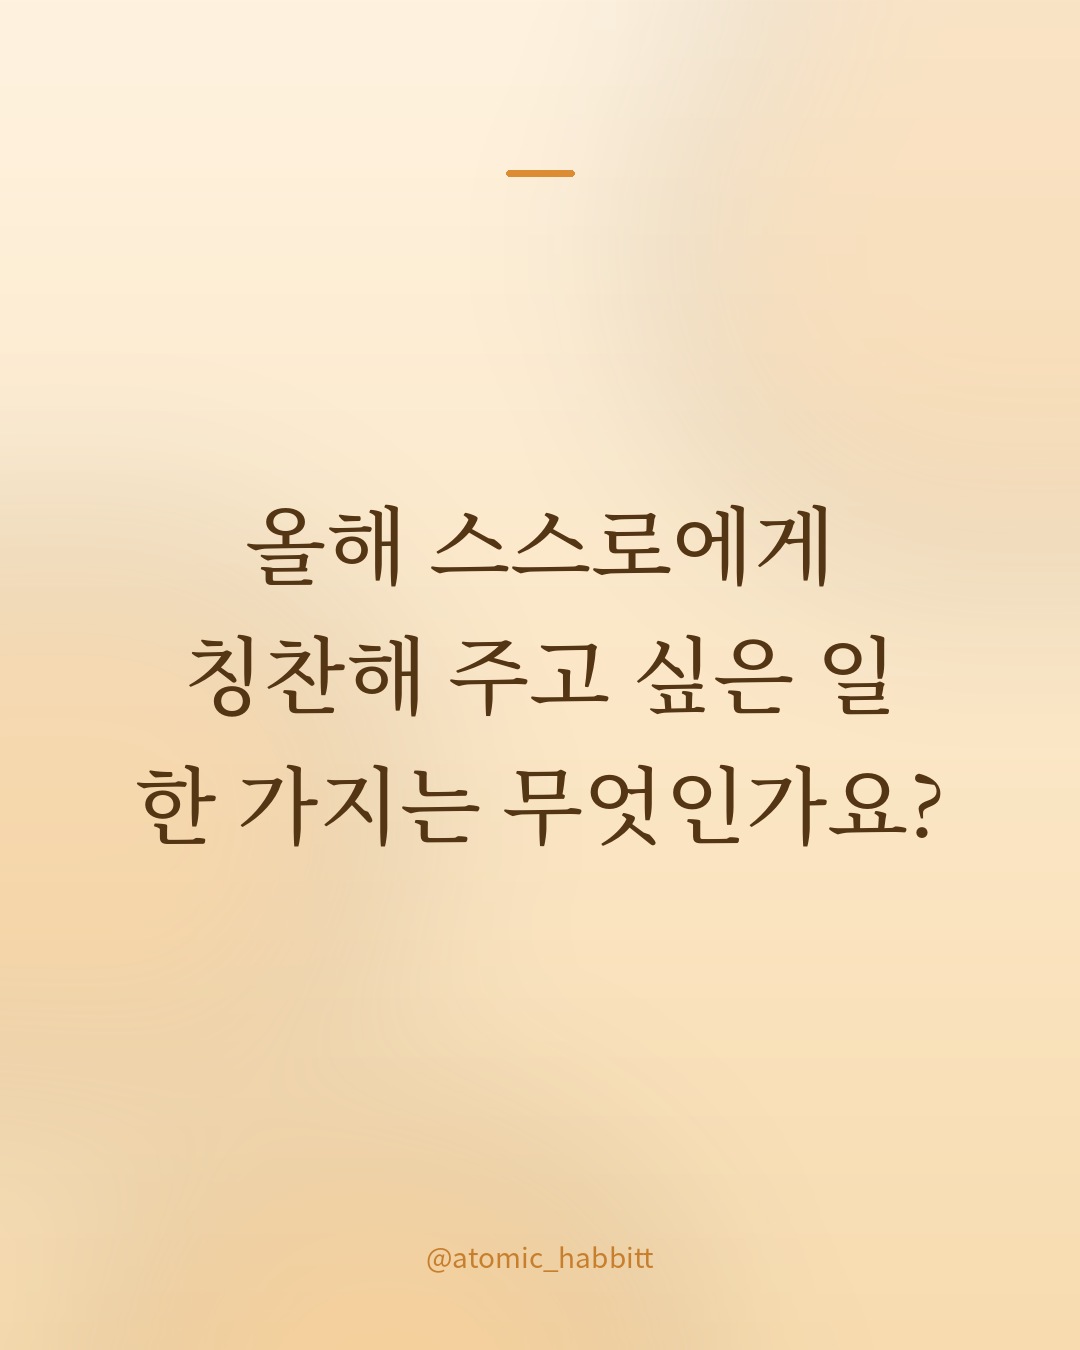 올해 스스로에게
칭찬해 주고 싶은 일
한 가지는 무엇인가요?
@atomic_habbitt